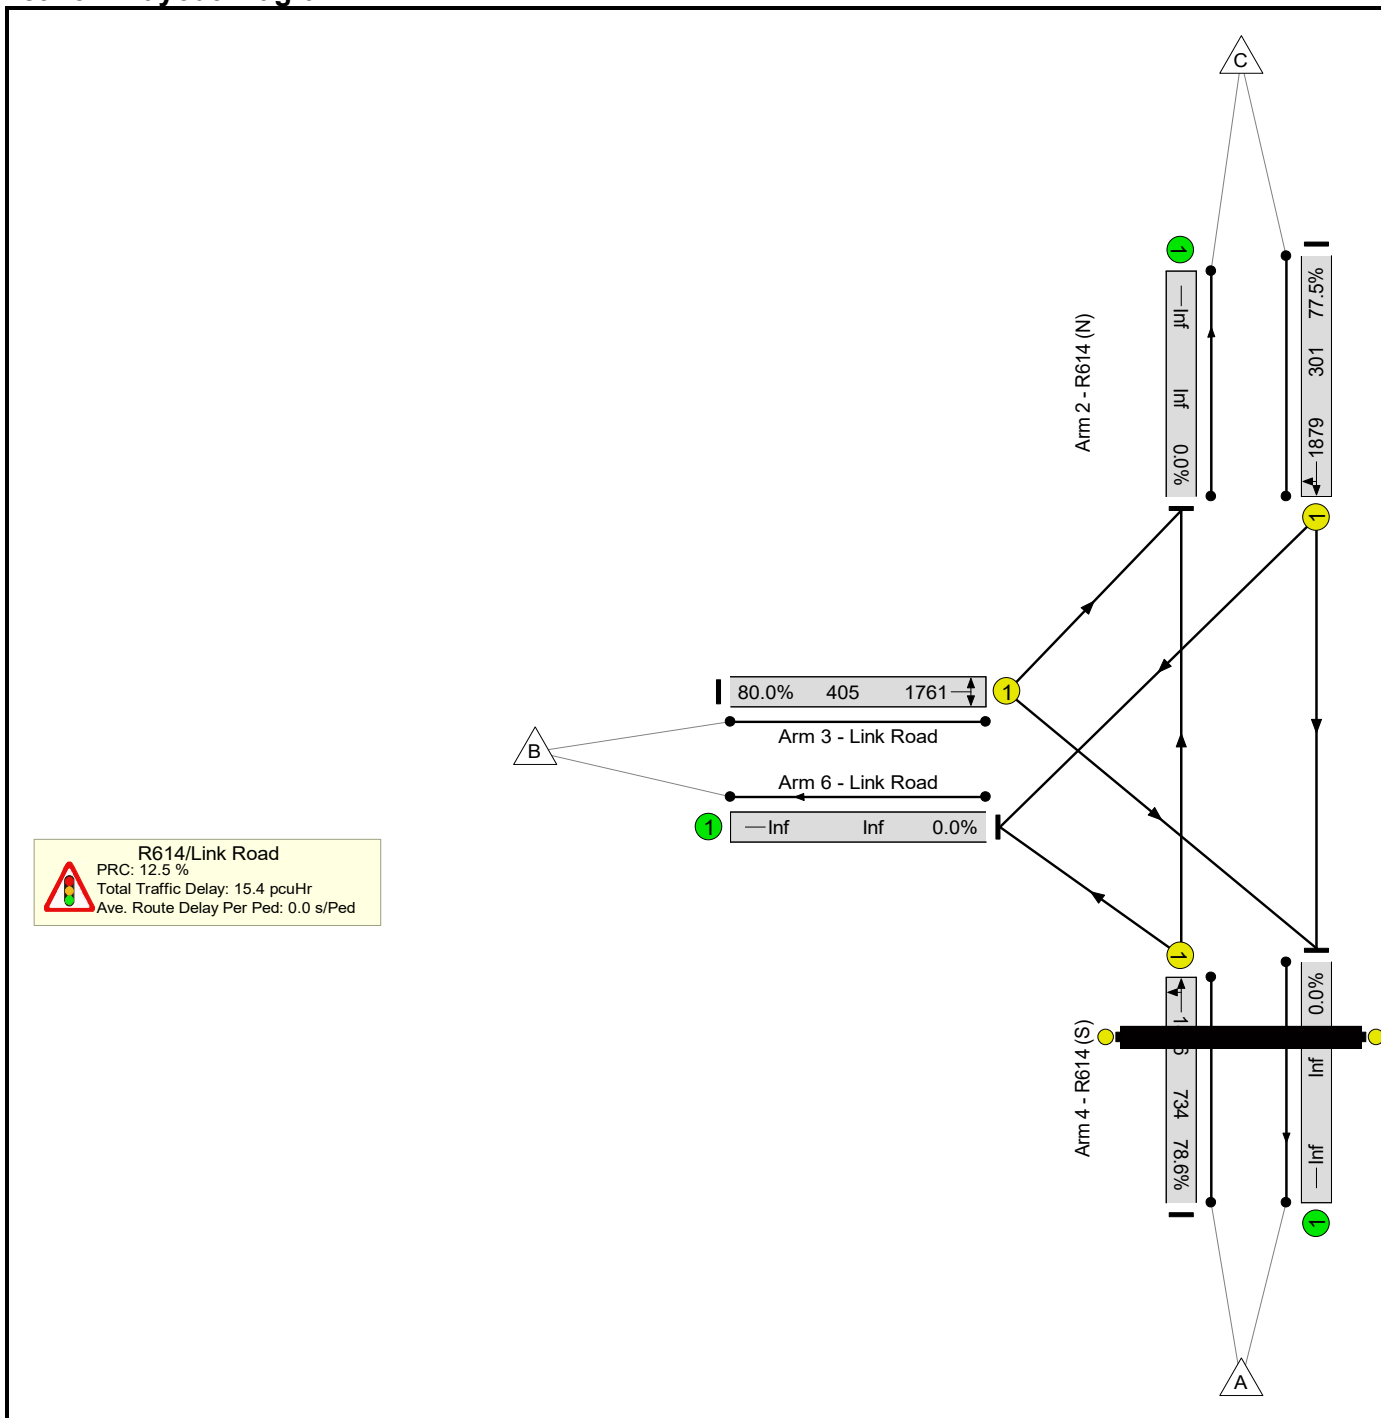 C
1
Inf
Inf
0.0%
Arm 2 - R614 (N)
77.5%
301
1879
1
80.0% 405 1761
1
Arm 3 - Link Road
B
Arm 6 - Link Road
1
Inf Inf 0.0%
R614/Link Road
PRC: 12.5 %
Total Traffic Delay: 15.4 pcuHr
Ave. Route Delay Per Ped: 0.0 s/Ped
1
734
78.6%
Arm 4 - R614 (S)
0.0%
Inf
Inf
1
A